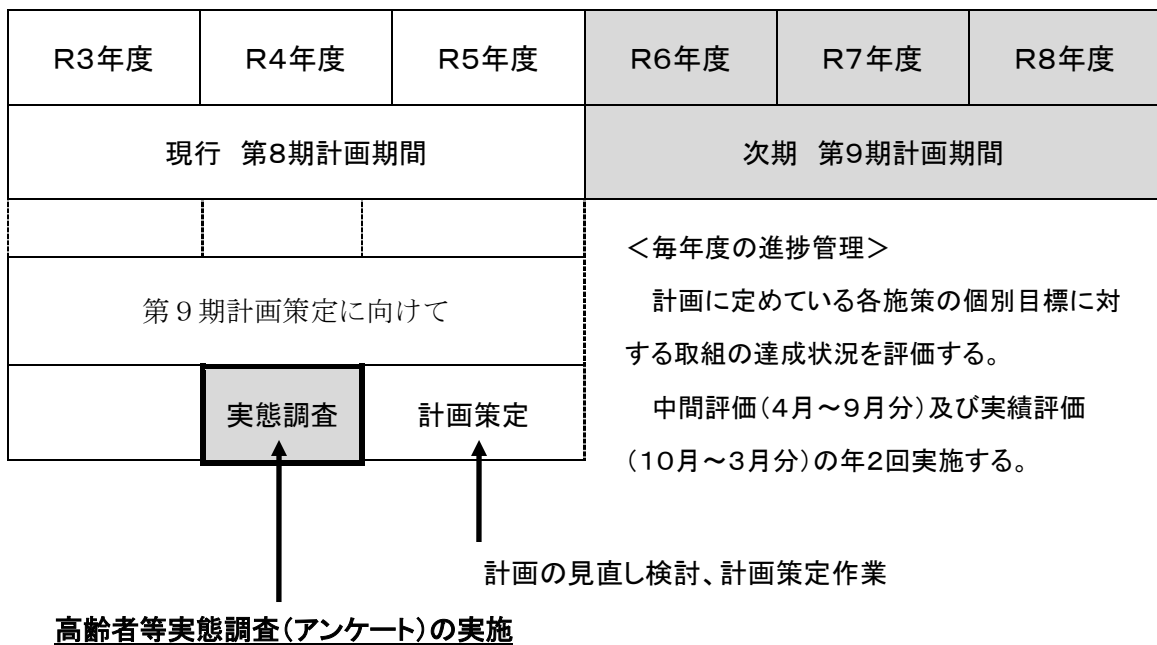 R3年度 R4年度 R5年度 R6年度 R7年度 R8年度
現行 第8期計画期間 次期 第9期計画期間
第9期計画策定に向けて
実態調査 計画策定
<毎年度の進捗管理>
計画に定めている各施策の個別目標に対
する取組の達成状況を評価する。
中間評価(4月~9月分)及び実績評価
(10月~3月分)の年2回実施する。
計画の見直し検討、計画策定作業
高齢者等実態調査(アンケート)の実施